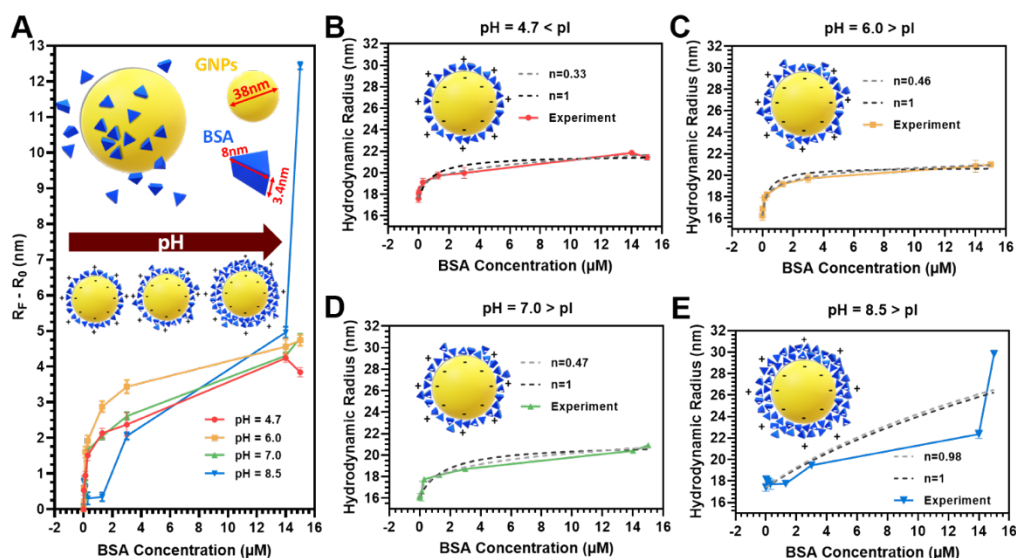 A
13
12
11
10
9
8
7
6
5
4
3
2
1
0
R_F - R_0
GNPs
38nm
BSA
8nm
3.4nm
pH
pH = 4.7
pH = 6.0
pH = 7.0
pH = 8.5
0 2 4 6 8 10 12 14 16
BSA Concentration (µM)
B
pH = 4.7 < pI
Hydrodynamic Radius (nm)
32
30
28
26
24
22
20
18
16
n=0.33
n=1
Experiment
0 2 4 6 8 10 12 14 16
BSA Concentration (µM)
C
pH = 6.0 > pI
Hydrodynamic Radius (nm)
32
30
28
26
24
22
20
18
16
n=0.46
n=1
Experiment
0 2 4 6 8 10 12 14 16
BSA Concentration (µM)
D
pH = 7.0 > pI
Hydrodynamic Radius (nm)
32
30
28
26
24
22
20
18
16
n=0.47
n=1
Experiment
0 2 4 6 8 10 12 14 16
BSA Concentration (µM)
E
pH = 8.5 > pI
Hydrodynamic Radius (nm)
32
30
28
26
24
22
20
18
16
n=0.98
n=1
Experiment
-2 0 2 4 6 8 10 12 14 16
BSA Concentration (µM)